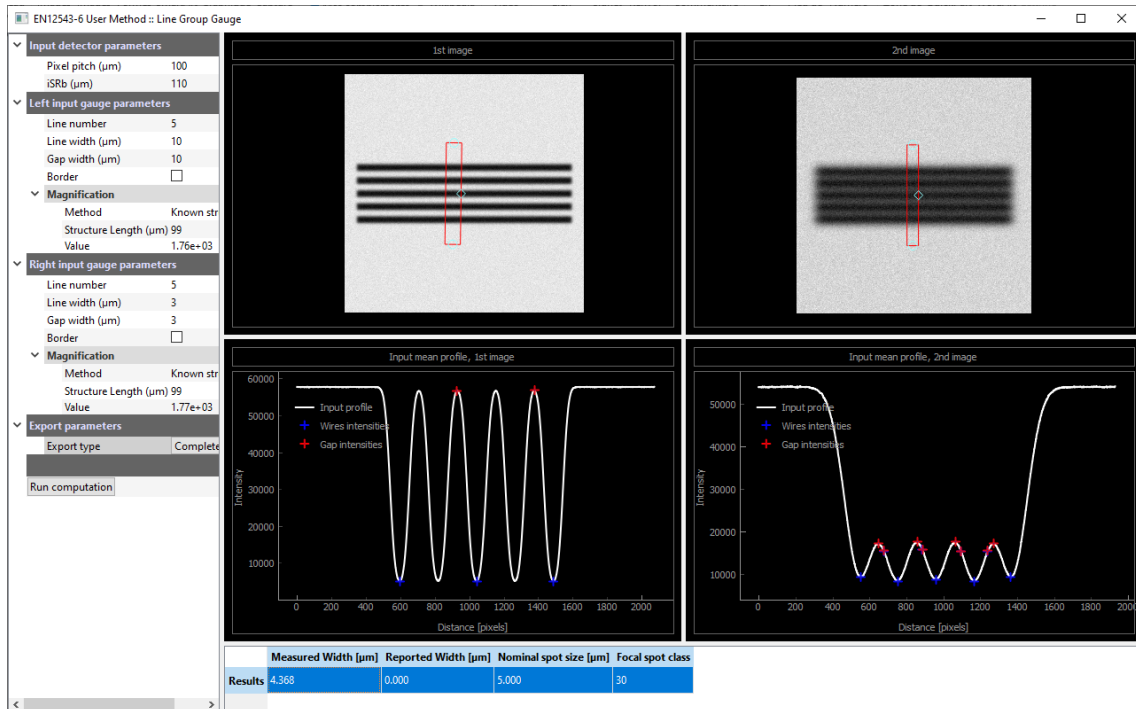 EN12543-6 User Method :: Line Group Gauge
Input detector parameters
Pixel pitch (µm) 100
iSRb (µm) 110
Left input gauge parameters
Line number 5
Line width (µm) 10
Gap width (µm) 10
Border
Magnification
Method Known str
Structure Length (µm) 99
Value 1.76e+03
Right input gauge parameters
Line number 5
Line width (µm) 3
Gap width (µm) 3
Border
Magnification
Method Known str
Structure Length (µm) 99
Value 1.77e+03
Export parameters
Export type Complete
Run computation
1st image
2nd image
Input mean profile, 1st image
60000
50000
40000
30000
20000
10000
Intensity
Input profile
Wires intensities
Gap intensities
0 200 400 600 800 1000 1200 1400 1600 1800 2000
Distance [pixels]
Input mean profile, 2nd image
50000
40000
30000
20000
10000
Intensity
Input profile
Wires intensities
Gap intensities
0 200 400 600 800 1000 1200 1400 1600 1800 2000
Distance [pixels]
Measured Width [µm] Reported Width [µm] Nominal spot size [µm] Focal spot class
Results 4.368 0.000 5.000 30